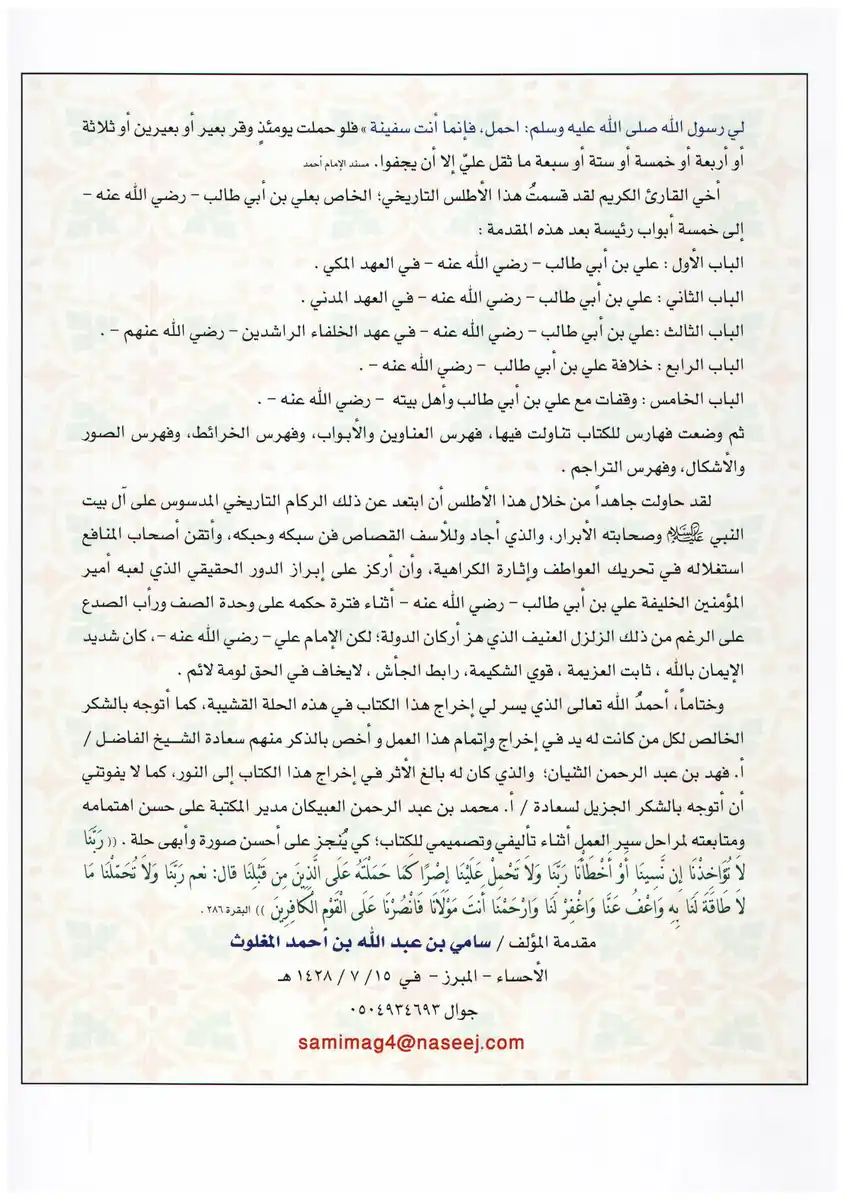 لي رسول الله صلى الله عليه وسلم: احمل، فإنما أنت سفينة » فلو حملت يومئذٍ وقر بعير أو بعيرين أو ثلاثة
أو أربعة أو خمسة أو ستة أو سبعة ما ثقل عليّ إلا أن يجفوا. مسند الإمام أحمد
أخي القارئ الكريم لقد قسمتُ هذا الأطلس التاريخي؛ الخاص بعلي بن أبي طالب – رضي الله عنه –
إلى خمسة أبواب رئيسة بعد هذه المقدمة :
الباب الأول : علي بن أبي طالب – رضي الله عنه – في العهد المكي .
الباب الثاني : علي بن أبي طالب – رضي الله عنه – في العهد المدني .
الباب الثالث :علي بن أبي طالب – رضي الله عنه – في عهد الخلفاء الراشدين – رضي الله عنهم – .
الباب الرابع : خلافة علي بن أبي طالب – رضي الله عنه – .
الباب الخامس : وقفات مع علي بن أبي طالب وأهل بيته – رضي الله عنه – .
ثم وضعت فهارس للكتاب تناولت فيها، فهرس العناوين والأبواب، وفهرس الخرائط، وفهرس الصور
والأشكال، وفهرس التراجم .
لقد حاولت جاهداً من خلال هذا الأطلس أن ابتعد عن ذلك الركام التاريخي المدسوس على آل بيت
النبي ﷺ وصحابته الأبرار، والذي أجاد وللأسف القصاص فن سبكه وحبكه، وأتقن أصحاب المنافع
استغلاله في تحريك العواطف وإثارة الكراهية، وأن أركز على إبراز الدور الحقيقي الذي لعبه أمير
المؤمنين الخليفة علي بن أبي طالب – رضي الله عنه – أثناء فترة حكمه على وحدة الصف ورأب الصدع
على الرغم من ذلك الزلزل العنيف الذي هز أركان الدولة؛ لكن الإمام علي – رضي الله عنه –، كان شديد
الإيمان بالله ، ثابت العزيمة ، قوي الشكيمة، رابط الجأش ، لايخاف في الحق لومة لائم .
وختاماً، أحمدُ الله تعالى الذي يسر لي إخراج هذا الكتاب في هذه الحلة القشيبة، كما أتوجه بالشكر
الخالص لكل من كانت له يد في إخراج وإتمام هذا العمل و أخص بالذكر منهم سعادة الشيخ الفاضل /
أ. فهد بن عبد الرحمن الثنيان؛ والذي كان له بالغ الأثر في إخراج هذا الكتاب إلى النور، كما لا يفوتني
أن أتوجه بالشكر الجزيل لسعادة / أ. محمد بن عبد الرحمن العبيكان مدير المكتبة على حسن اهتمامه
ومتابعته لمراحل سير العمل أثناء تأليفي وتصميمي للكتاب؛ كي يُنجز على أحسن صورة وأبهى حلة . (( رَبَّنَا
لَا تُؤَاخِذْنَا إِن نَّسِينَا أَوْ أَخْطَأْنَا رَبَّنَا وَلَا تَحْمِلْ عَلَيْنَا إِصْرًا كَمَا حَمَلْتَهُ عَلَى الَّذِينَ مِن قَبْلِنَا قال: نعم رَبَّنَا وَلَا تُحَمِّلْنَا مَا
لَا طَاقَةَ لَنَا بِهِ وَاعْفُ عَنَّا وَاغْفِرْ لَنَا وَارْحَمْنَا أَنتَ مَوْلَانَا فَانصُرْنَا عَلَى الْقَوْمِ الْكَافِرِينَ )) البقرة ٢٨٦ .
مقدمة المؤلف / سامي بن عبد الله بن أحمد المغلوث
الأحساء – المبرز – في ١٥/ ٧ / ١٤٢٨ هـ
جوال ٠٥٠٤٩٣٤٦٩٣
samimag4@naseej.com